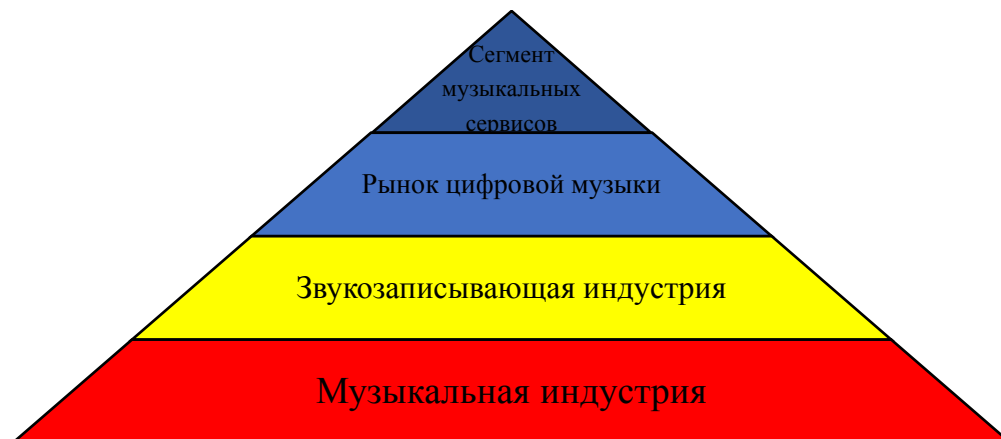 Сегмент
музыкальных
сервисов
Рынок цифровой музыки
Звукозаписывающая индустрия
Музыкальная индустрия